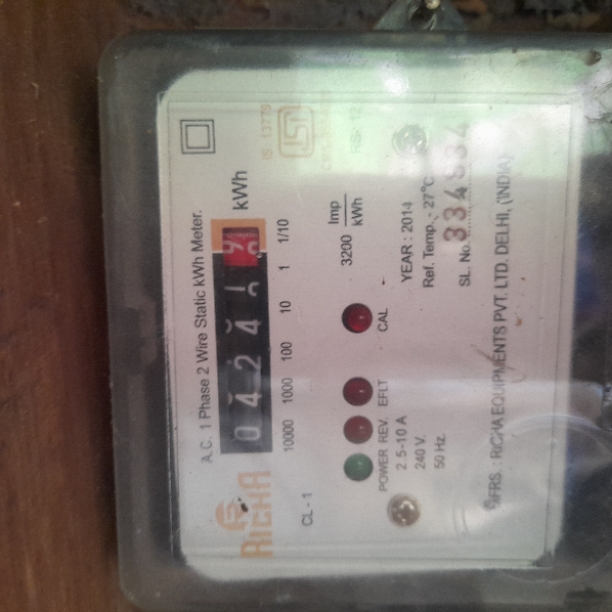 A.C. 1 Phase 2 Wire Static kWh Meter.
0 4 2 4
kWh
10000 1000 100 10 1 1/10
RICHA
CL - 1
3200 Imp/kWh
POWER REV. EFLT CAL
2.5-10 A
240 V.
50 Hz.
YEAR : 2014
Ref. Temp. - 27°C
SL. No.
MFRS. : RICHA EQUIPMENTS PVT. LTD. DELHI, (INDIA)
IS : 13779